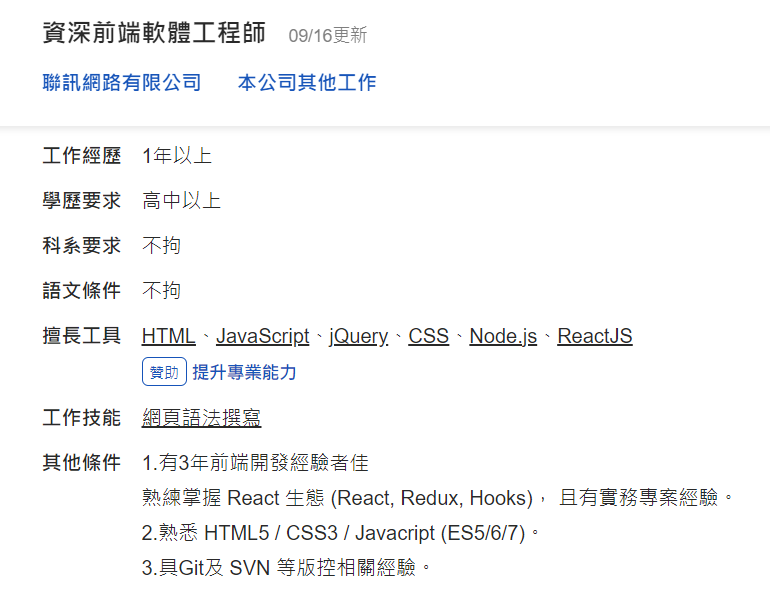 資深前端軟體工程師 09/16更新
聯訊網路有限公司 本公司其他工作
工作經歷 1年以上
學歷要求 高中以上
科系要求 不拘
語文條件 不拘
擅長工具 HTML、JavaScript、jQuery、CSS、Node.js、ReactJS
贊助 提升專業能力
工作技能 網頁語法撰寫
其他條件 1.有3年前端開發經驗者佳
熟練掌握 React 生態 (React, Redux, Hooks)， 且有實務專案經驗。
2.熟悉 HTML5 / CSS3 / Javacript (ES5/6/7)。
3.具Git及 SVN 等版控相關經驗。